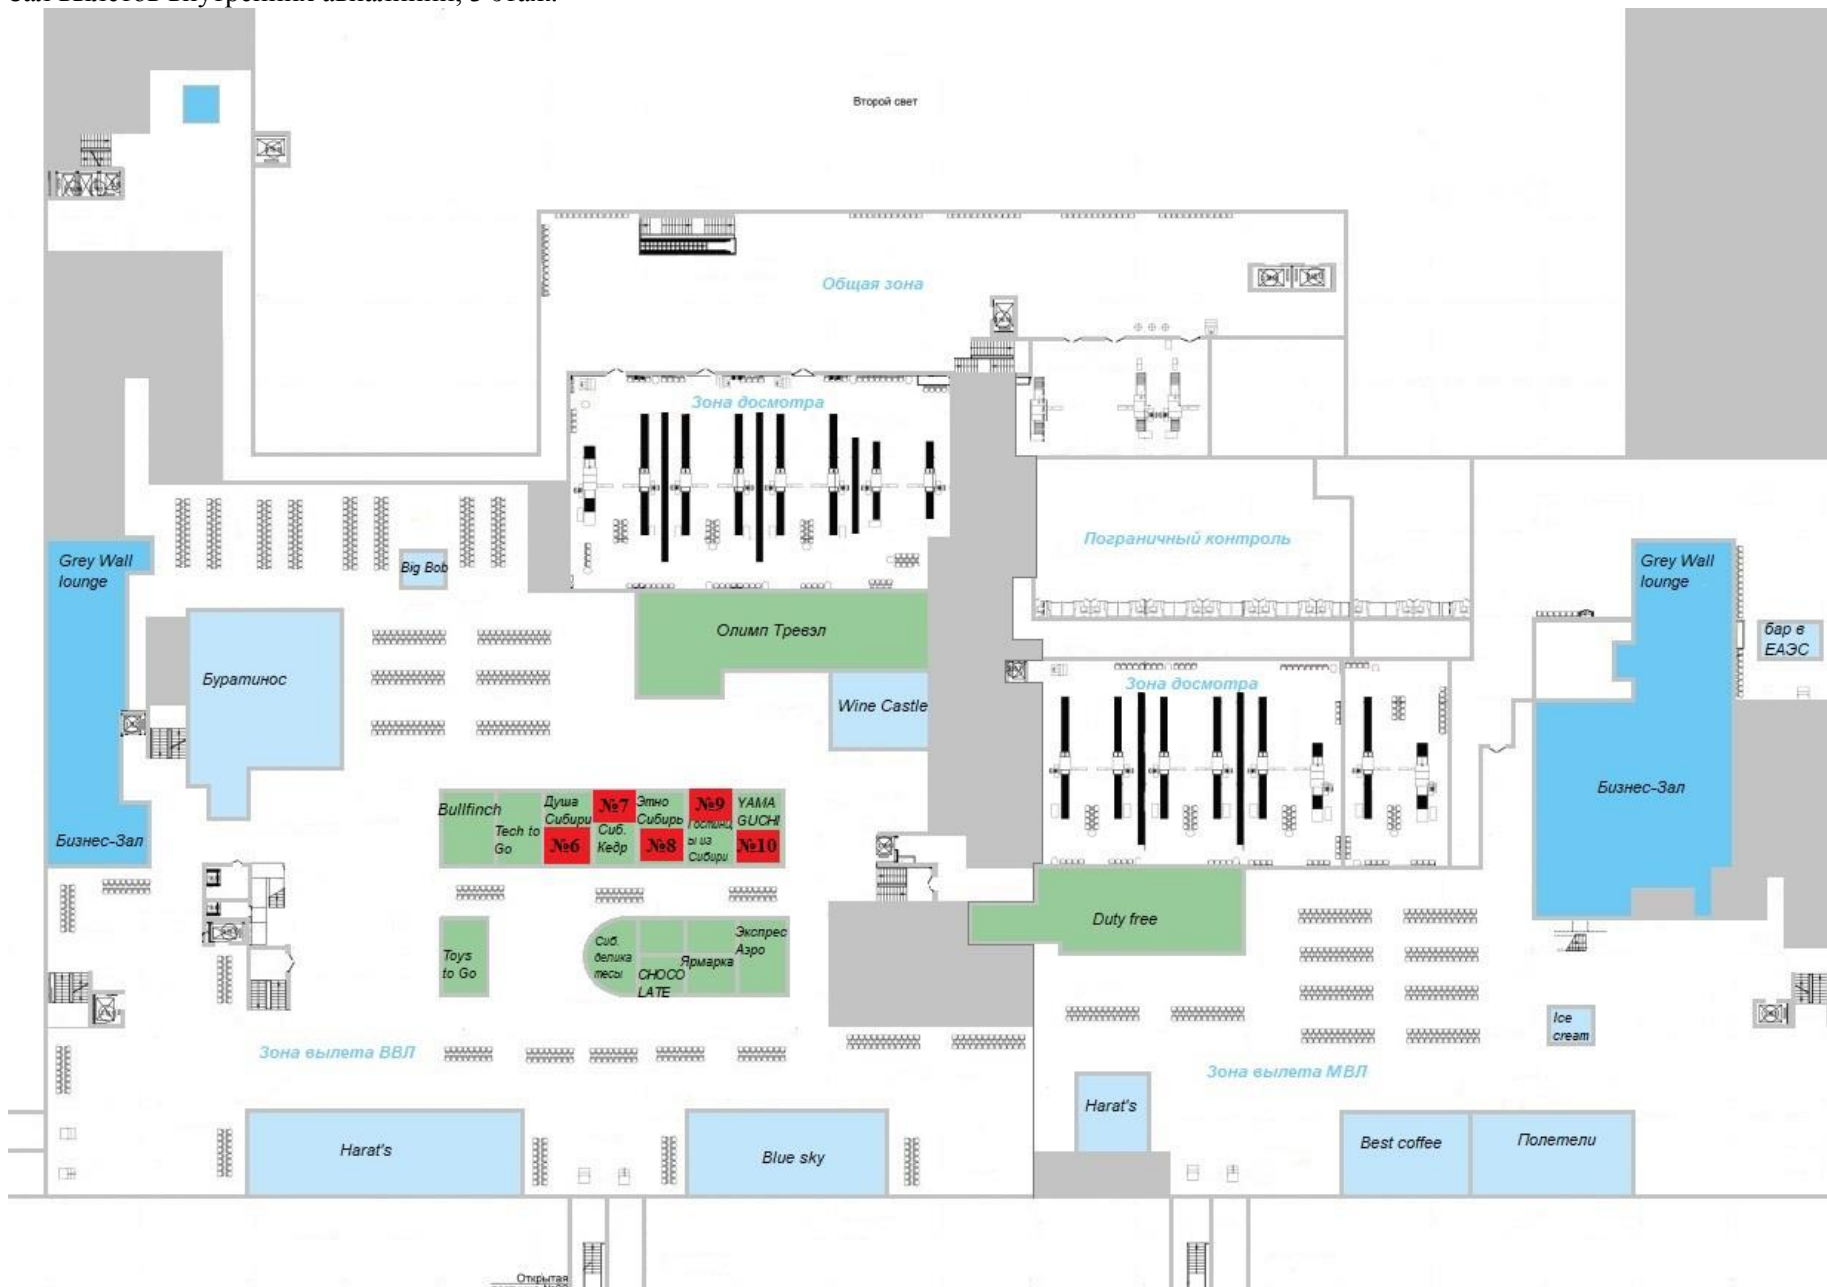 Второй свет
Общая зона
Зона досмотра
Пограничный контроль
Grey Wall
lounge
Big Bob
Grey Wall
lounge
Олимп Тревэл
бар в
ЕАЭС
Буратинос
Зона досмотра
Wine Castle
Бизнес-Зал
Bullfinch
Tech to
Go
Душа
Сибири
№6
№7
Сиб.
Кедр
Этно
Сибирь
№8
№9
Гостинц
ы из
Сибири
YAMA
GUCHI
№10
Бизнес-Зал
Duty free
Toys
to Go
Сиб.
делика
тесы
CHOCO
LATE
Ярмарка
Экспрес
Аэро
Ice
cream
Зона вылета ВВЛ
Зона вылета МВЛ
Harat's
Harat's
Blue sky
Best coffee
Полетели
Открытая